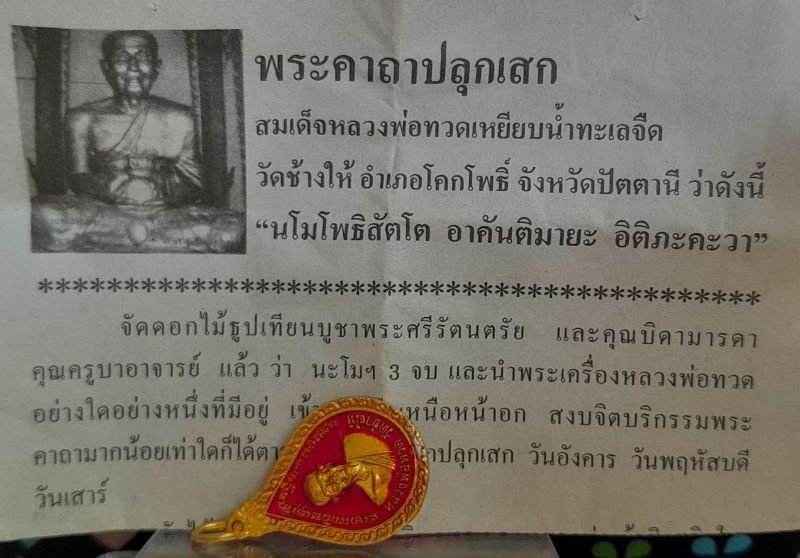 พระคาถาปลุกเสก
สมเด็จหลวงพ่อทวดเหยียบน้ำทะเลจืด
วัดช้างให้ อำเภอโคกโพธิ์ จังหวัดปัตตานี ว่าดังนี้
“นโมโพธิสัตโต อาคันติมายะ อิติภะคะวา”
************************************************
จัดดอกไม้ธูปเทียนบูชาพระศรีรัตนตรัย และคุณบิดามารดา
คุณครูบาอาจารย์ แล้ว ว่า นะโมฯ 3 จบ และนำพระเครื่องหลวงพ่อทวด
อย่างใดอย่างหนึ่งที่มีอยู่ หน้าอก สงบจิตบริกรรมพระ
คาถามากน้อยเท่าใดก็ได้ ปลุกเสก วันอังคาร วันพฤหัสบดี
วันเสาร์